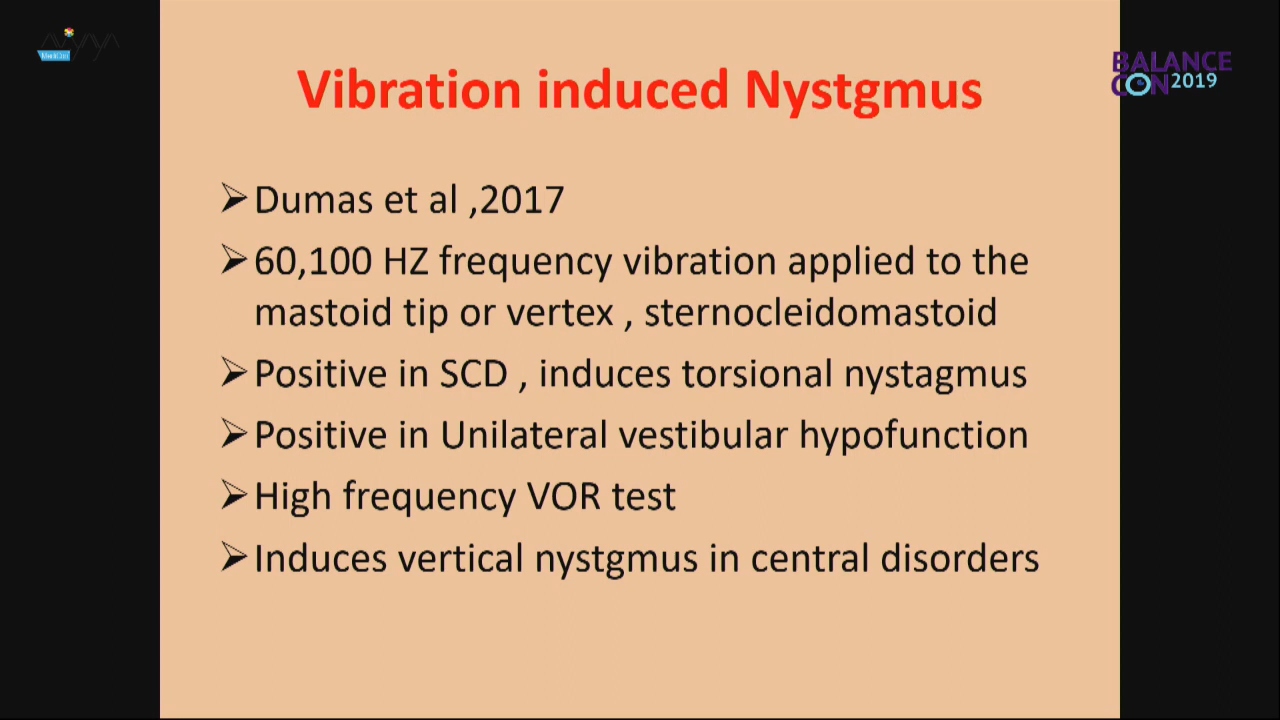 MediCon
BALANCE
CON 2019
Vibration induced Nystgmus
Dumas et al ,2017
60,100 HZ frequency vibration applied to the
mastoid tip or vertex , sternocleidomastoid
Positive in SCD , induces torsional nystagmus
Positive in Unilateral vestibular hypofunction
High frequency VOR test
Induces vertical nystgmus in central disorders